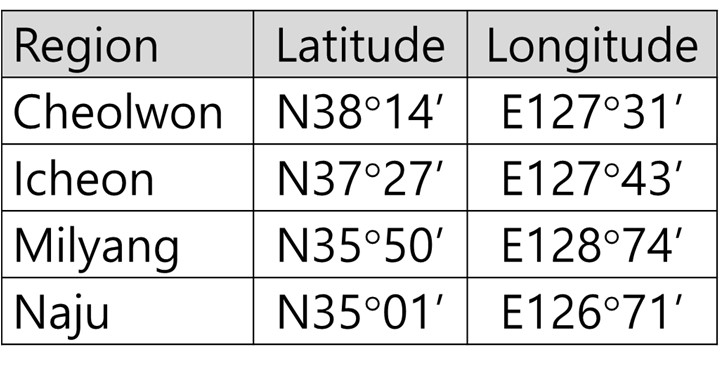 Region Latitude Longitude
Cheolwon N38°14′ E127°31′
Icheon N37°27′ E127°43′
Milyang N35°50′ E128°74′
Naju N35°01′ E126°71′